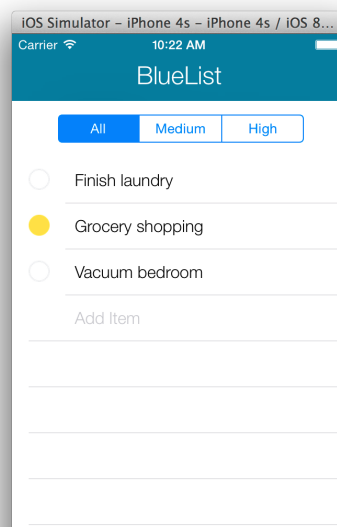 iOS Simulator – iPhone 4s – iPhone 4s / iOS 8...
Carrier 10:22 AM
BlueList
All Medium High
Finish laundry
Grocery shopping
Vacuum bedroom
Add Item